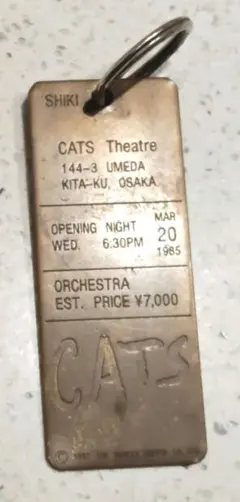 SHIKI
CATS Theatre
144-3 UMEDA
KITA-KU, OSAKA
OPENING NIGHT
WED. 6:30PM
MAR
20
1985
ORCHESTRA
EST. PRICE ¥7,000
CATS